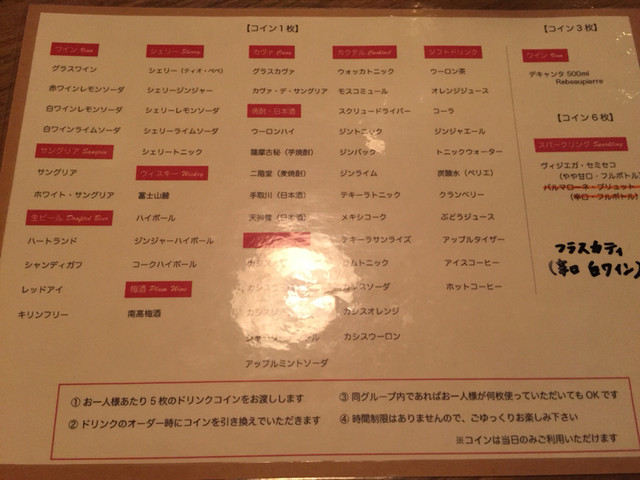 【コイン1枚】
ワイン Vino
グラスワイン
赤ワインレモンソーダ
白ワインレモンソーダ
白ワインライムソーダ
サングリア Sangria
サングリア
ホワイト・サングリア
生ビール Drafted Beer
ハートランド
シャンディガフ
レッドアイ
キリンフリー
シェリー Sherry
シェリー(ティオ・ペペ)
シェリージンジャー
シェリーレモンソーダ
シェリーライムソーダ
シェリートニック
ウィスキー Wiskey
富士山麓
ハイボール
ジンジャーハイボール
コークハイボール
梅酒 Plum Wine
南高梅酒
カヴァ Cava
グラスカヴァ
カヴァ・デ・サングリア
焼酎・日本酒
ウーロンハイ
薩摩古秘(芋焼酎)
二階堂(麦焼酎)
手取川(日本酒)
天狗舞(日本酒)
アップルミントソーダ
カクテル Cocktail
ウォッカトニック
モスコミュール
スクリュードライバー
ジントニック
ジンバック
ジンライム
テキーラトニック
メキシコーク
テキーラサンライズ
ラムトニック
カシスソーダ
カシスオレンジ
カシスウーロン
ソフトドリンク
ウーロン茶
オレンジジュース
コーラ
ジンジャエール
トニックウォーター
炭酸水(ペリエ)
クランベリー
ぶどうジュース
アップルタイザー
アイスコーヒー
ホットコーヒー
【コイン3枚】
ワイン Vino
デキャンタ 500ml
Rebeaupierre
【コイン6枚】
スパークリング Sparkling
ヴィジエガ・セミセコ
(やや甘口・フルボトル)
パルマローネ・ブリュット
(辛口・フルボトル)
フラスカティ
(辛口 白ワイン)
① お一人様あたり5枚のドリンクコインをお渡しします
② ドリンクのオーダー時にコインを引き換えていただきます
③ 同グループ内であればお一人様が何枚使っていただいてもOKです
④ 時間制限はありませんので、ごゆっくりお楽しみ下さい
※コインは当日のみご利用いただけます